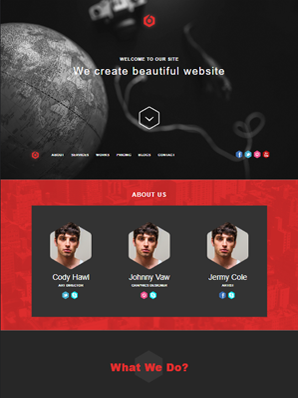 WELCOME TO OUR SITE
We create beautiful website
ABOUT SERVICES WORKS PRICING BLOGS CONTACT
ABOUT US
Cody Hawl Johnny Vaw Jermy Cole
ART DIRECTOR GRAPHICS DESIGNER ARTIST
What We Do?